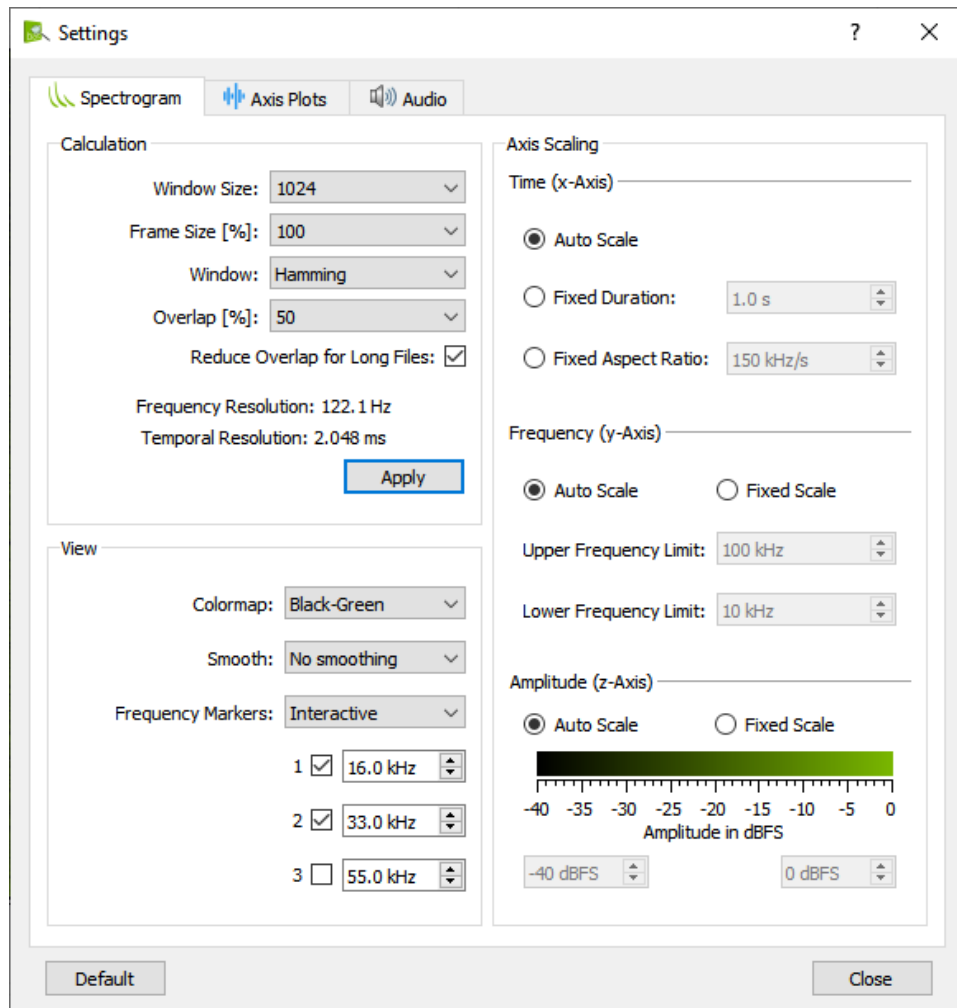 Settings
?
Spectrogram
Axis Plots
Audio
Calculation
Window Size: 1024
Frame Size [%]: 100
Window: Hamming
Overlap [%]: 50
Reduce Overlap for Long Files:
Frequency Resolution: 122.1 Hz
Temporal Resolution: 2.048 ms
Apply
View
Colormap: Black-Green
Smooth: No smoothing
Frequency Markers: Interactive
1 16.0 kHz
2 33.0 kHz
3 55.0 kHz
Axis Scaling
Time (x-Axis)
Auto Scale
Fixed Duration: 1.0 s
Fixed Aspect Ratio: 150 kHz/s
Frequency (y-Axis)
Auto Scale Fixed Scale
Upper Frequency Limit: 100 kHz
Lower Frequency Limit: 10 kHz
Amplitude (z-Axis)
Auto Scale Fixed Scale
-40 -35 -30 -25 -20 -15 -10 -5 0
Amplitude in dBFS
-40 dBFS 0 dBFS
Default
Close